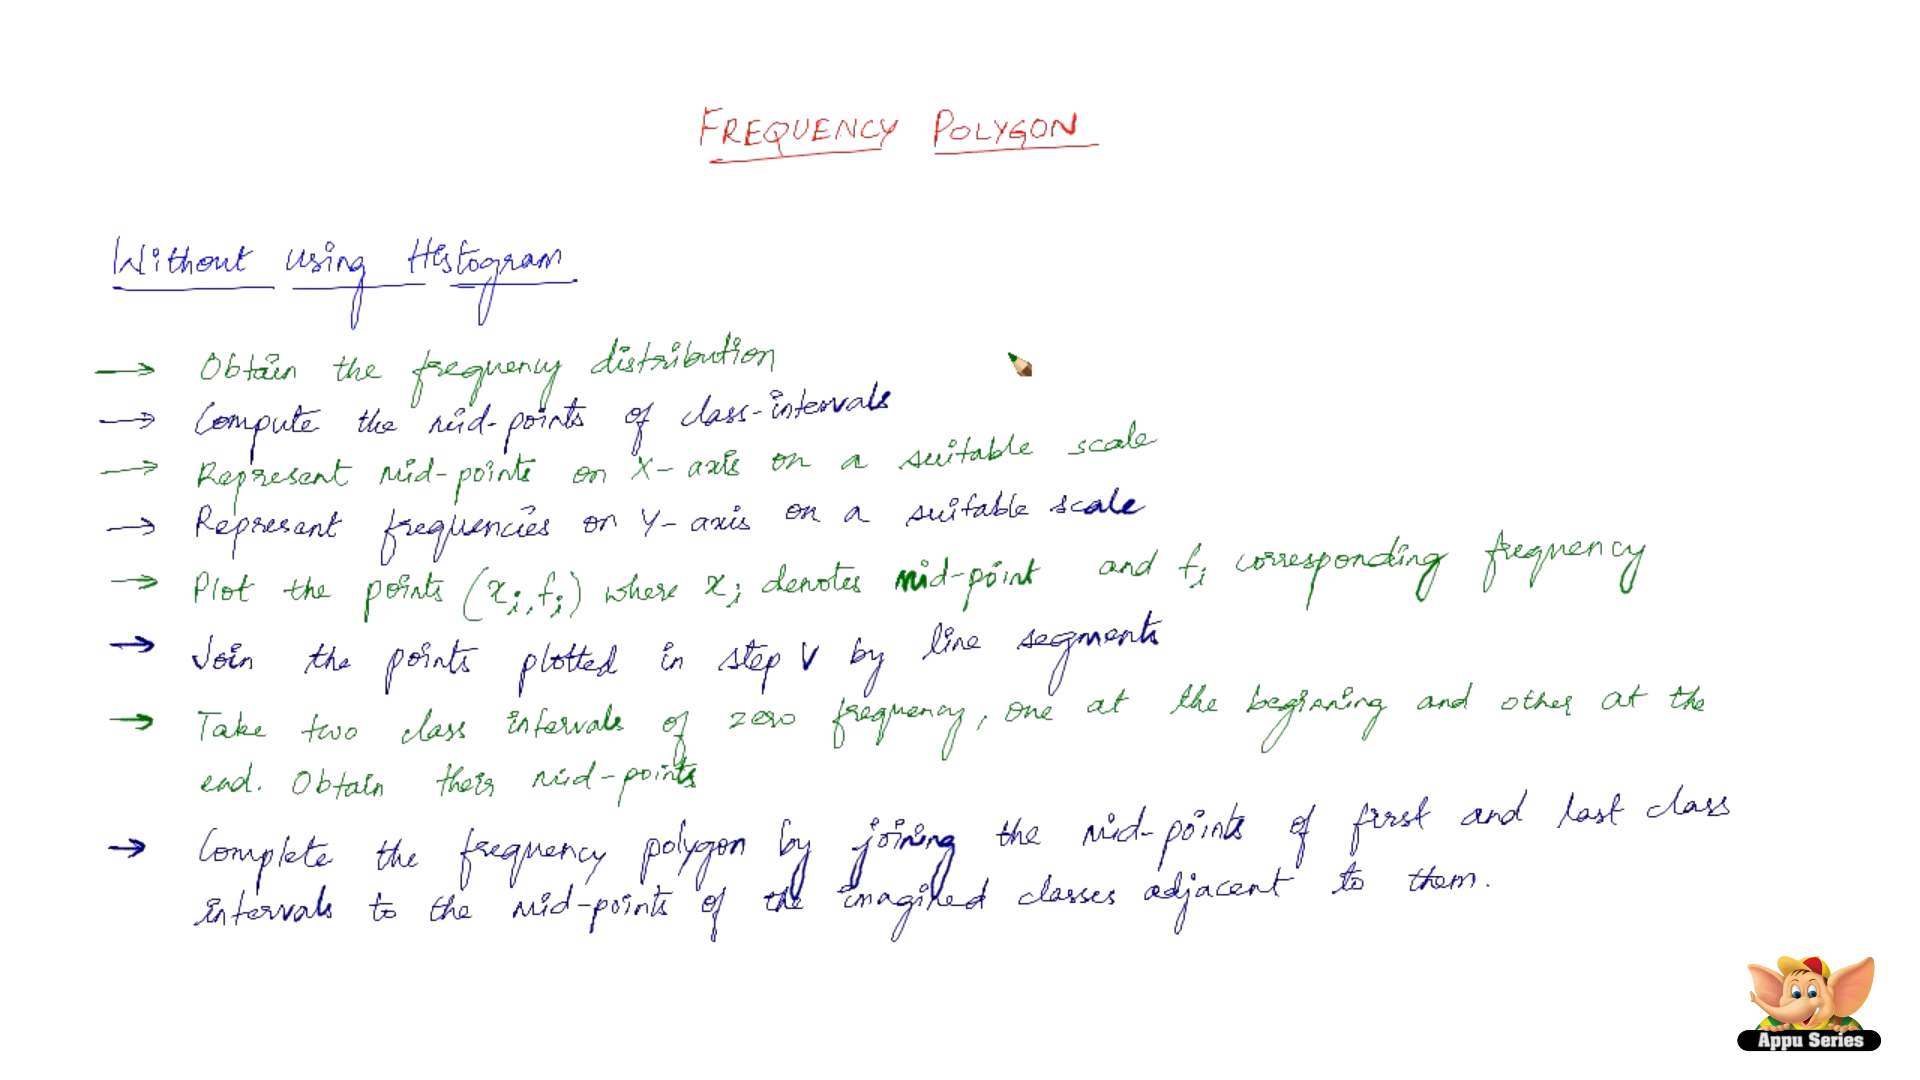 FREQUENCY POLYGON
Without using Histogram
→ Obtain the frequency distribution
→ Compute the mid-points of class-intervals
→ Represent mid-points on X-axis on a suitable scale
→ Represent frequencies on Y-axis on a suitable scale
→ Plot the points (xi, fi) where xi denotes mid-point and fi corresponding frequency
→ Join the points plotted in step V by line segments
→ Take two class intervals of zero frequency, one at the beginning and other at the
end. Obtain their mid-points
→ Complete the frequency polygon by joining the mid-points of first and last class
intervals to the mid-points of the imagined classes adjacent to them.
Appu Series